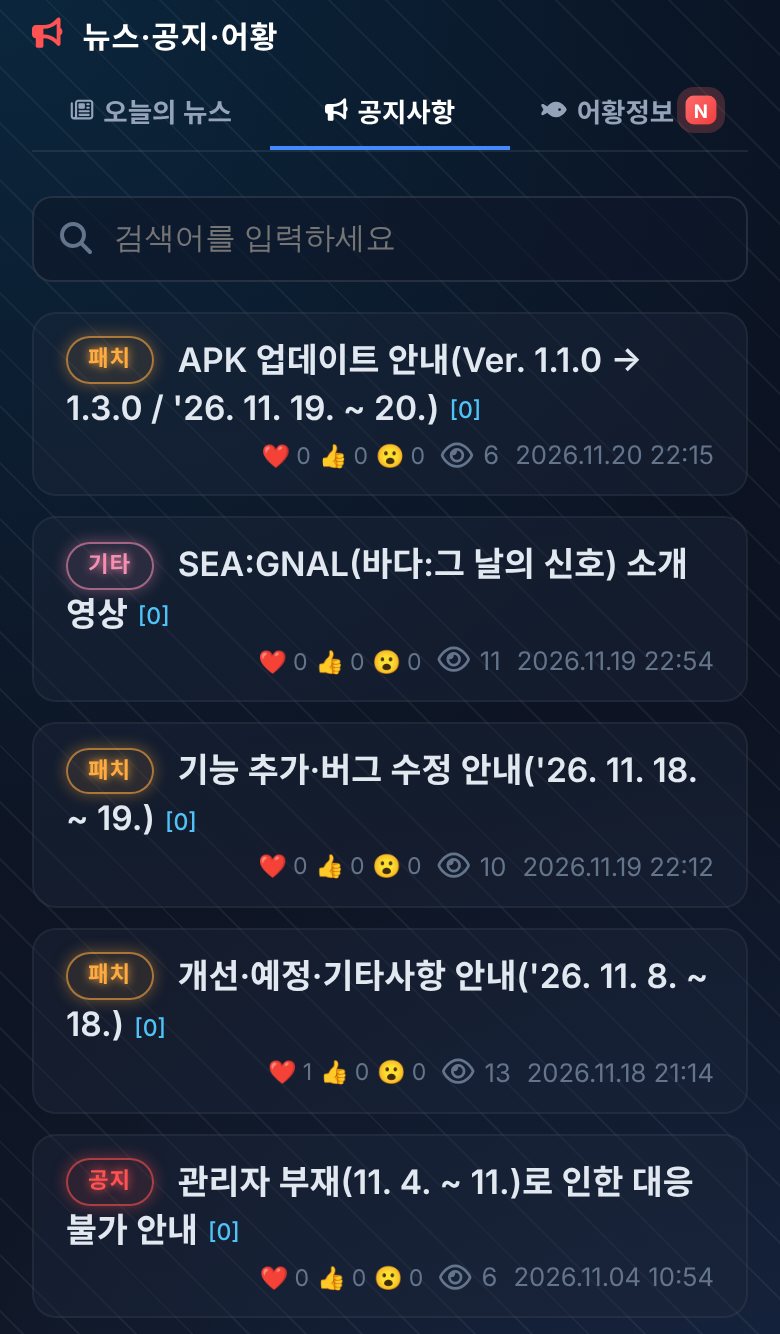 뉴스·공지·어황
오늘의 뉴스 공지사항 어황정보 N
검색어를 입력하세요
패치 APK 업데이트 안내(Ver. 1.1.0 →
1.3.0 / '26. 11. 19. ~ 20.) [0]
❤️ 0 👍 0 😮 0 6 2026.11.20 22:15
기타 SEA:GNAL(바다:그 날의 신호) 소개
영상 [0]
❤️ 0 👍 0 😮 0 11 2026.11.19 22:54
패치 기능 추가·버그 수정 안내('26. 11. 18.
~ 19.) [0]
❤️ 0 👍 0 😮 0 10 2026.11.19 22:12
패치 개선·예정·기타사항 안내('26. 11. 8. ~
18.) [0]
❤️ 1 👍 0 😮 0 13 2026.11.18 21:14
공지 관리자 부재(11. 4. ~ 11.)로 인한 대응
불가 안내 [0]
❤️ 0 👍 0 😮 0 6 2026.11.04 10:54